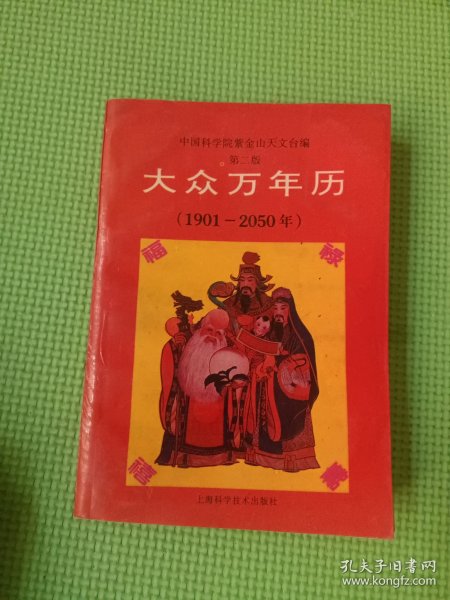 中国科学院紫金山天文台编
第二版
大众万年历
(1901－2050年)
福
禄
禧
上海科学技术出版社
孔夫子旧书网
www.kongfz.com